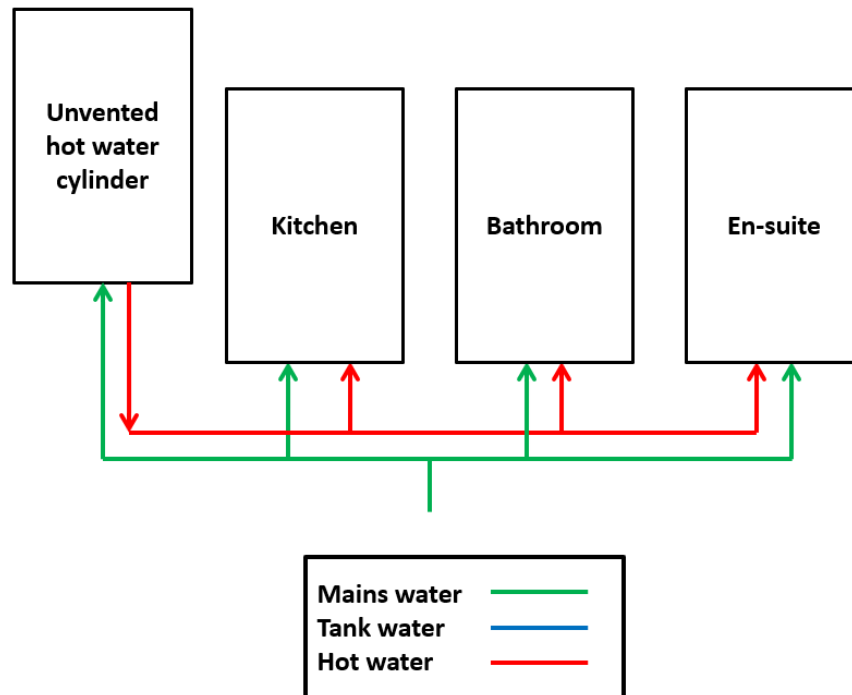 Unvented
hot water
cylinder
Kitchen
Bathroom
En-suite
Mains water
Tank water
Hot water